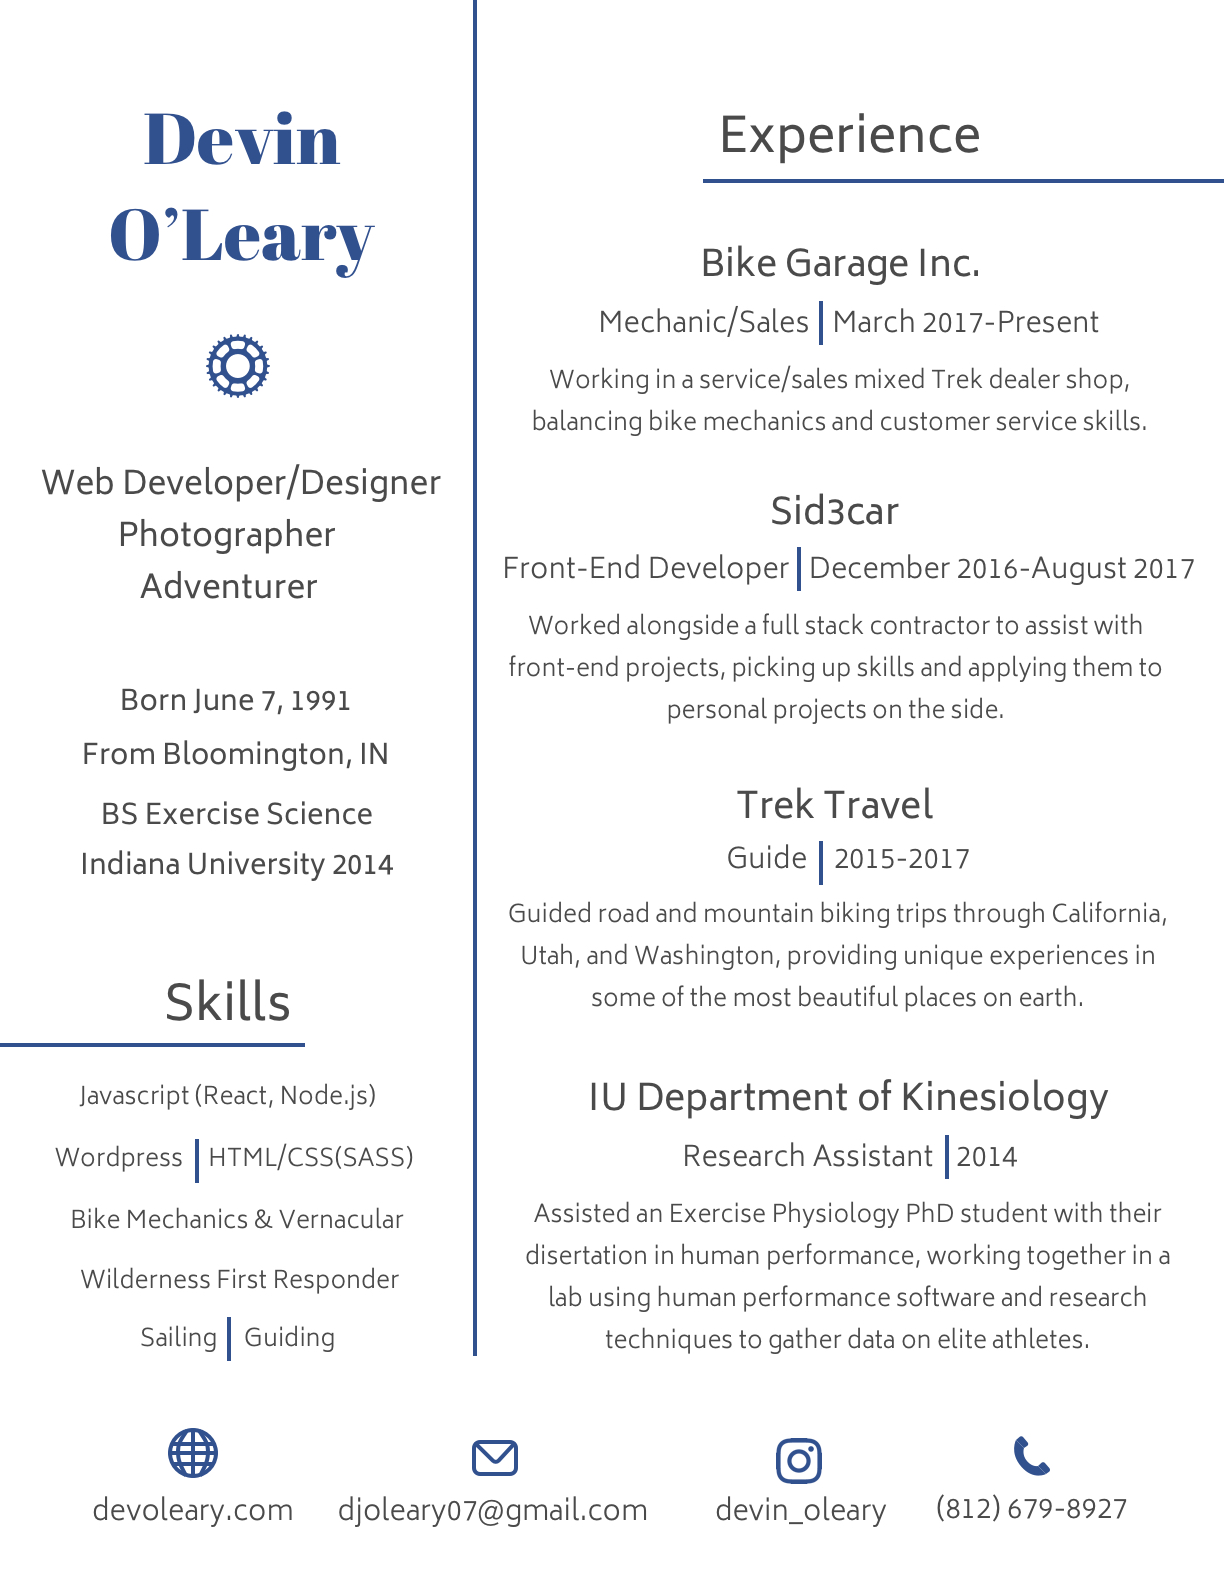 Devin
O’Leary
Web Developer/Designer
Photographer
Adventurer
Born June 7, 1991
From Bloomington, IN
BS Exercise Science
Indiana University 2014
Skills
Javascript (React, Node.js)
Wordpress | HTML/CSS(SASS)
Bike Mechanics & Vernacular
Wilderness First Responder
Sailing | Guiding
Experience
Bike Garage Inc.
Mechanic/Sales | March 2017-Present
Working in a service/sales mixed Trek dealer shop,
balancing bike mechanics and customer service skills.
Sid3car
Front-End Developer | December 2016-August 2017
Worked alongside a full stack contractor to assist with
front-end projects, picking up skills and applying them to
personal projects on the side.
Trek Travel
Guide | 2015-2017
Guided road and mountain biking trips through California,
Utah, and Washington, providing unique experiences in
some of the most beautiful places on earth.
IU Department of Kinesiology
Research Assistant | 2014
Assisted an Exercise Physiology PhD student with their
disertation in human performance, working together in a
lab using human performance software and research
techniques to gather data on elite athletes.
devoleary.com
djoleary07@gmail.com
devin_oleary
(812) 679-8927